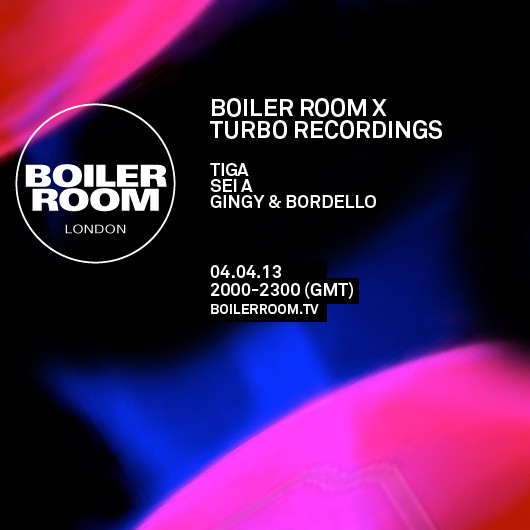 BOILER ROOM X
TURBO RECORDINGS
BOILER
ROOM
LONDON
TIGA
SEI A
GINGY & BORDELLO
04.04.13
2000-2300 (GMT)
BOILERROOM.TV